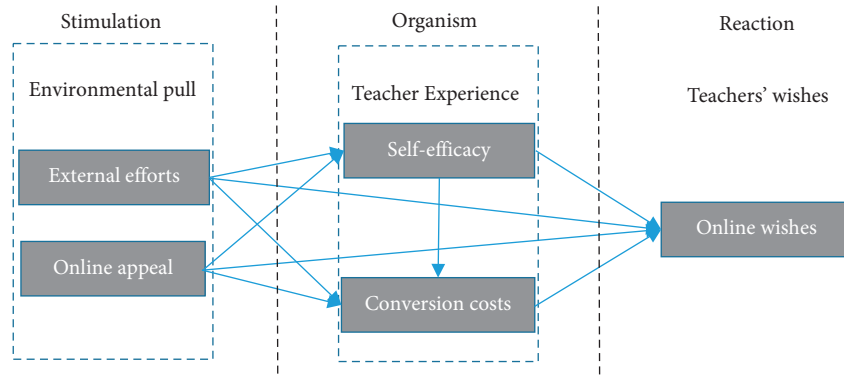 Stimulation
Organism
Reaction
Environmental pull
Teacher Experience
Teachers' wishes
External efforts
Self-efficacy
Online wishes
Online appeal
Conversion costs